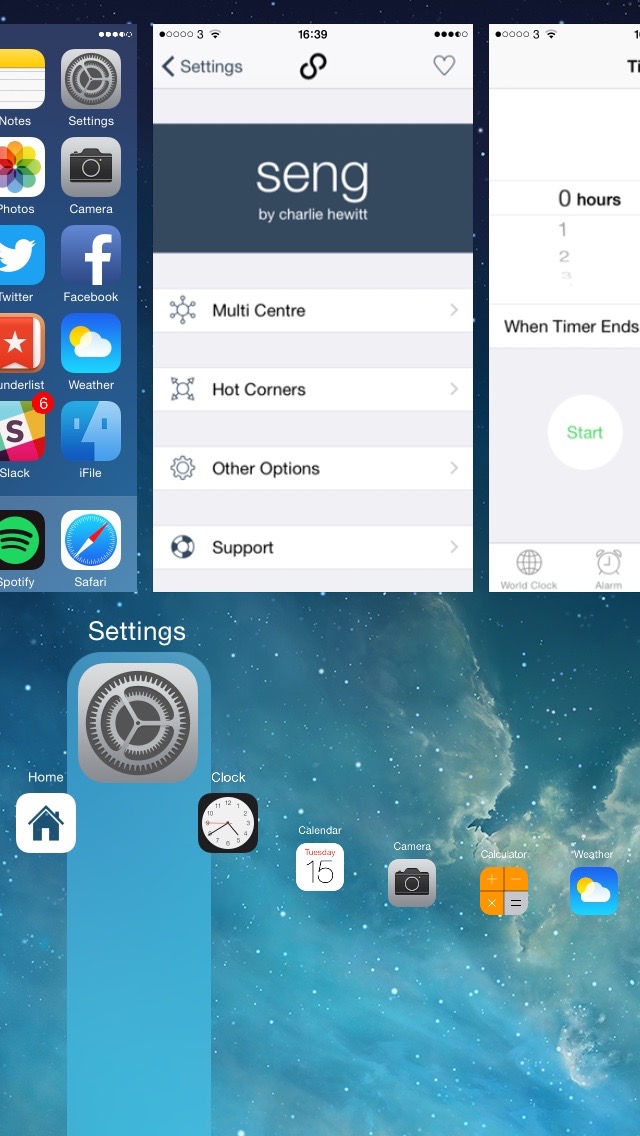 Notes
Settings
Photos
Camera
Twitter
Facebook
Wunderlist
Weather
Slack
6
S
iFile
Spotify
Safari
3
16:39
Settings
seng
by charlie hewitt
Multi Centre
Hot Corners
Other Options
Support
3
0 hours
1
2
3
When Timer Ends
Start
World Clock
Alarm
Settings
Home
Clock
Calendar
Tuesday
15
Camera
Calculator
Weather